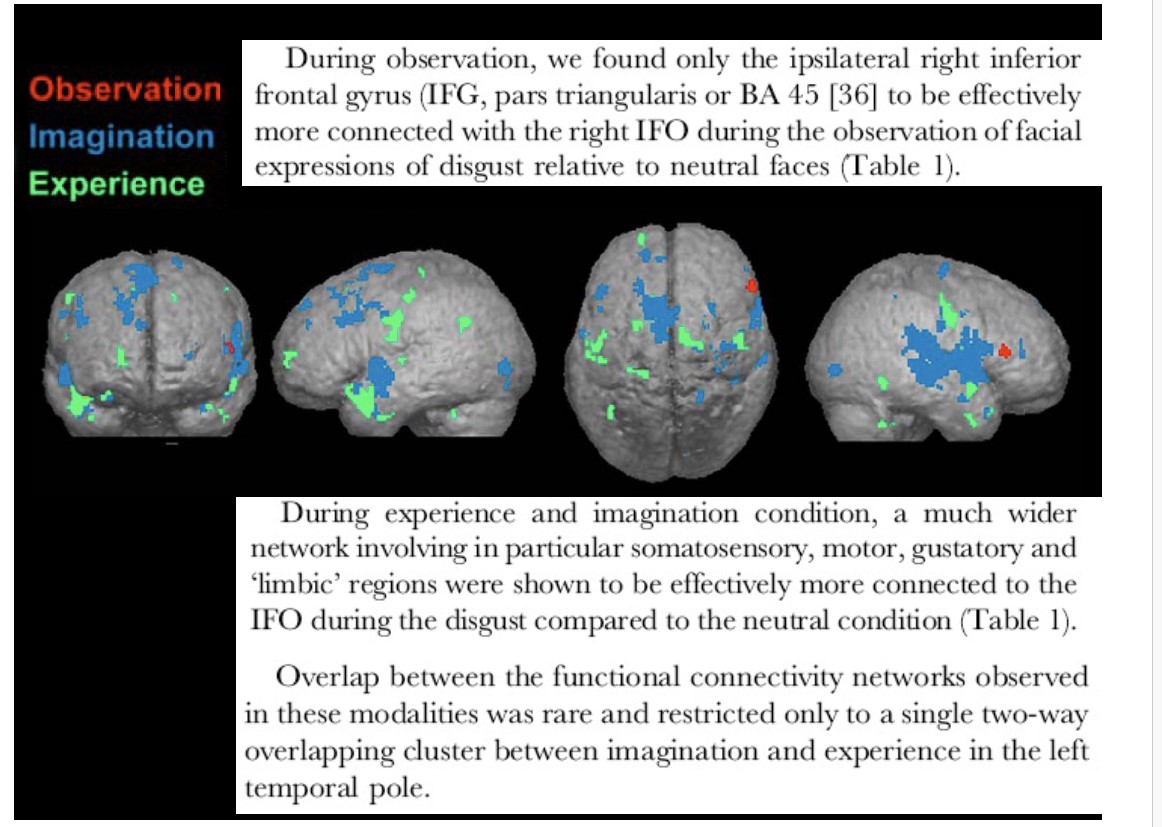 Observation
Imagination
Experience
During observation, we found only the ipsilateral right inferior
frontal gyrus (IFG, pars triangularis or BA 45 [36] to be effectively
more connected with the right IFO during the observation of facial
expressions of disgust relative to neutral faces (Table 1).
During experience and imagination condition, a much wider
network involving in particular somatosensory, motor, gustatory and
‘limbic’ regions were shown to be effectively more connected to the
IFO during the disgust compared to the neutral condition (Table 1).
Overlap between the functional connectivity networks observed
in these modalities was rare and restricted only to a single two-way
overlapping cluster between imagination and experience in the left
temporal pole.